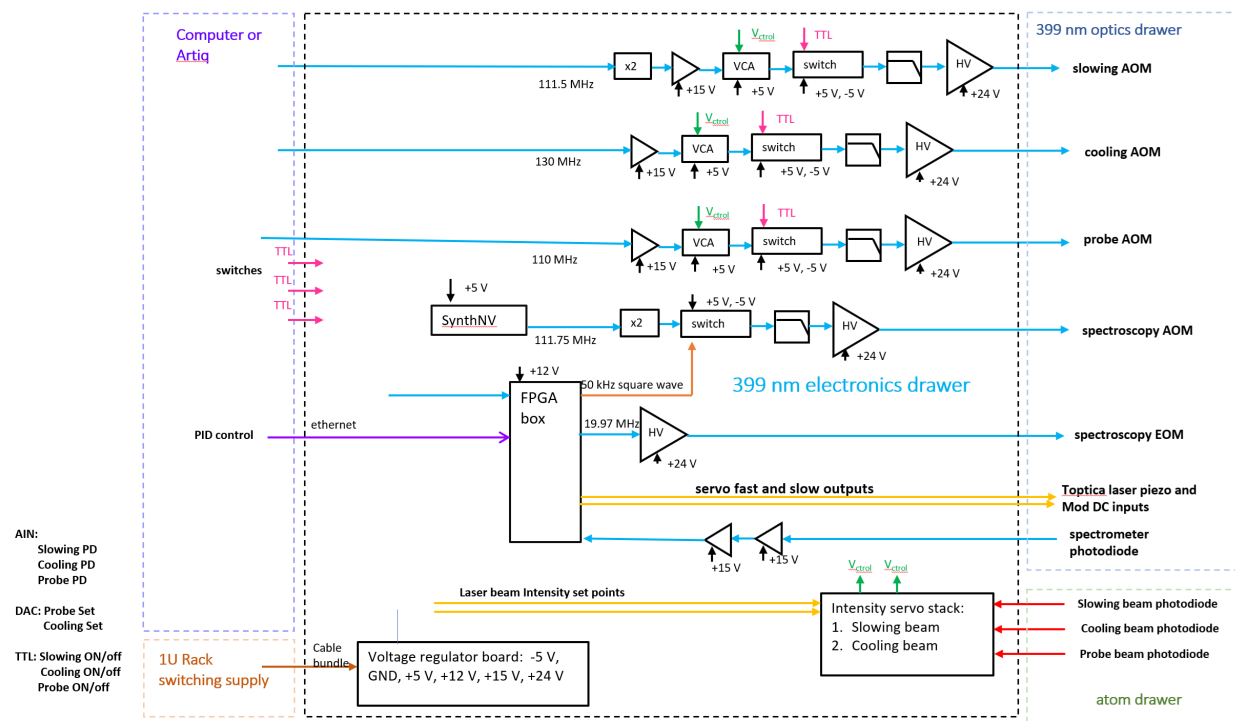 Computer or
Artiq
399 nm optics drawer
V_ctrol
TTL
x2
VCA
switch
HV
slowing AOM
111.5 MHz
+15 V
+5 V
+5 V, -5 V
+24 V
V_ctrol
TTL
VCA
switch
HV
cooling AOM
130 MHz
+15 V
+5 V
+5 V, -5 V
+24 V
V_ctrol
TTL
VCA
switch
HV
probe AOM
110 MHz
+15 V
+5 V
+5 V, -5 V
+24 V
switches
TTL
TTL
TTL
+5 V
SynthNV
111.75 MHz
x2
+5 V, -5 V
switch
HV
+24 V
spectroscopy AOM
399 nm electronics drawer
+12 V
FPGA
box
50 kHz square wave
PID control
ethernet
19.97 MHz
HV
+24 V
spectroscopy EOM
servo fast and slow outputs
Toptica laser piezo and
Mod DC inputs
+15 V
+15 V
spectrometer
photodiode
AIN:
Slowing PD
Cooling PD
Probe PD
DAC: Probe Set
Cooling Set
TTL: Slowing ON/off
Cooling ON/off
Probe ON/off
V_ctrol
V_ctrol
Laser beam Intensity set points
Intensity servo stack:
1. Slowing beam
2. Cooling beam
Slowing beam photodiode
Cooling beam photodiode
Probe beam photodiode
1U Rack
switching supply
Cable
bundle
Voltage regulator board: -5 V,
GND, +5 V, +12 V, +15 V, +24 V
atom drawer